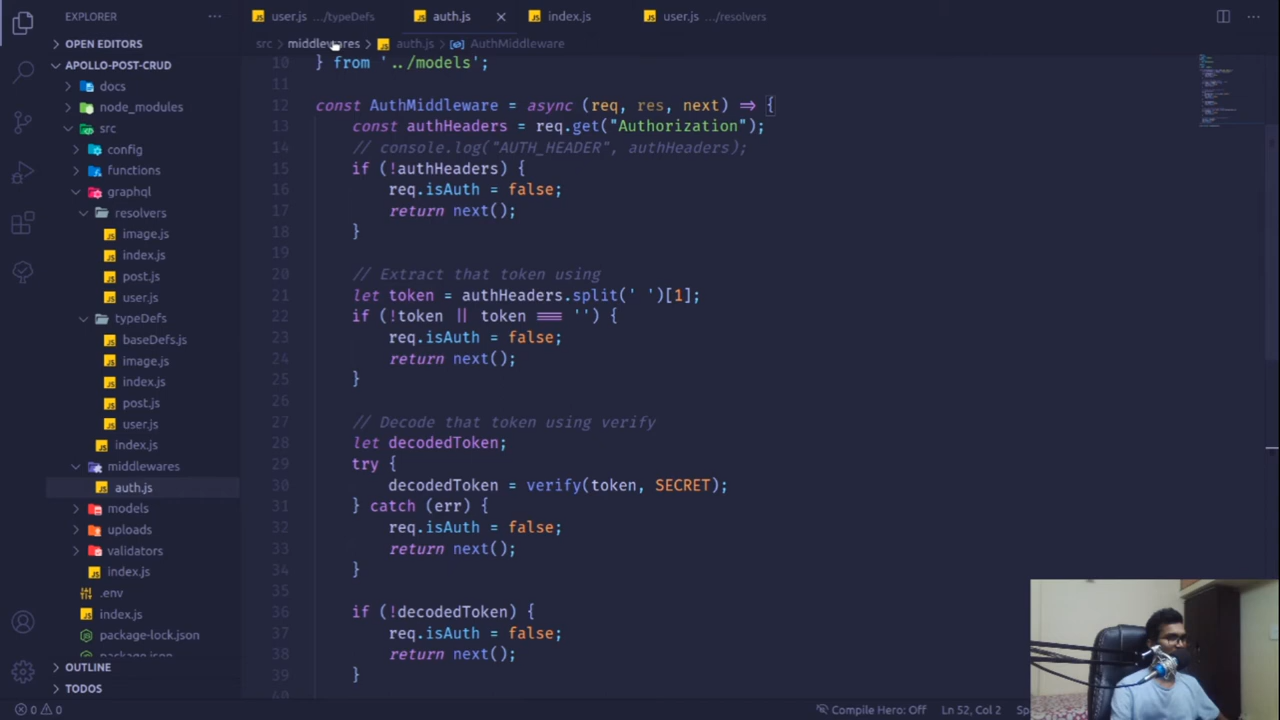 EXPLORER
user.js .../typeDefs
auth.js
index.js
user.js .../resolvers
OPEN EDITORS
src > middlewares > auth.js > AuthMiddleware
APOLLO-POST-CRUD
docs
node_modules
src
config
functions
graphql
resolvers
image.js
index.js
post.js
user.js
typeDefs
baseDefs.js
image.js
index.js
post.js
user.js
index.js
middlewares
auth.js
models
uploads
validators
index.js
.env
index.js
package-lock.json
package.json
OUTLINE
TODOS
10 } from '../models';
11
12 const AuthMiddleware = async (req, res, next) => {
13 const authHeaders = req.get("Authorization");
14 // console.log("AUTH_HEADER", authHeaders);
15 if (!authHeaders) {
16 req.isAuth = false;
17 return next();
18 }
19
20 // Extract that token using
21 let token = authHeaders.split(' ')[1];
22 if (!token || token === '') {
23 req.isAuth = false;
24 return next();
25 }
26
27 // Decode that token using verify
28 let decodedToken;
29 try {
30 decodedToken = verify(token, SECRET);
31 } catch (err) {
32 req.isAuth = false;
33 return next();
34 }
35
36 if (!decodedToken) {
37 req.isAuth = false;
38 return next();
39 }
40
0 0
Compile Hero: Off
Ln 52, Col 2